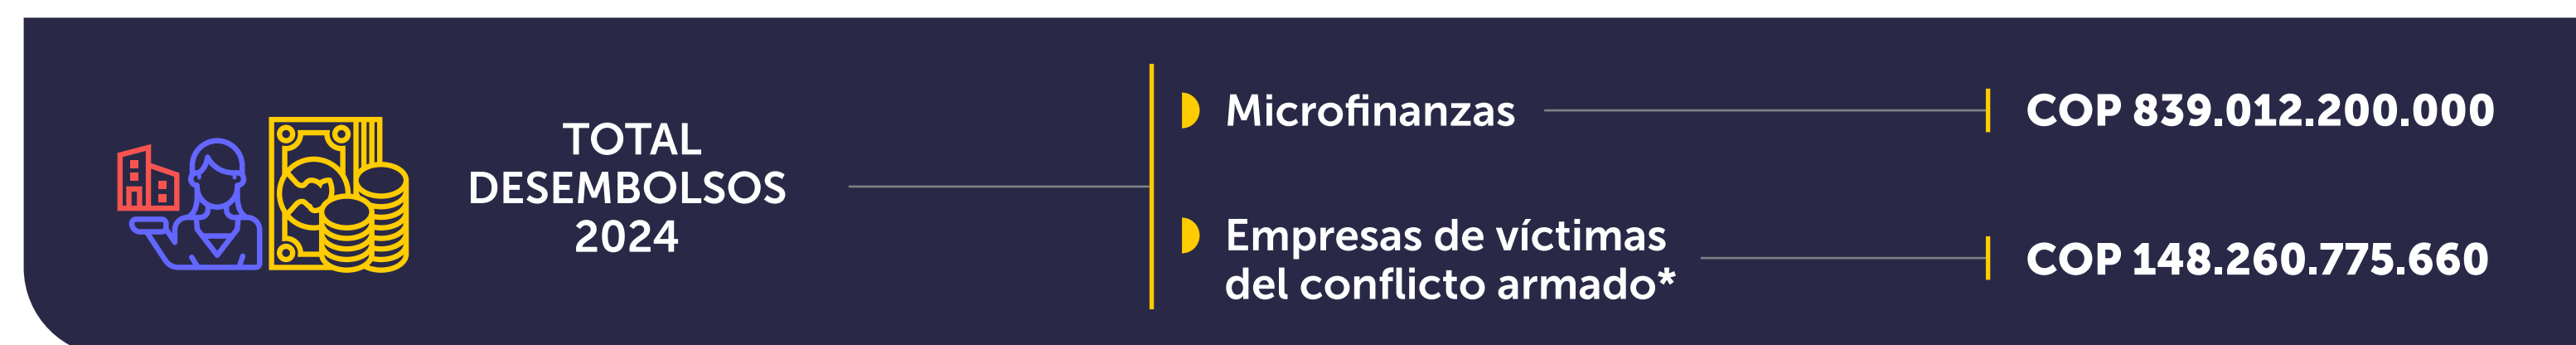 TOTAL
DESEMBOLSOS
2024
Microfinanzas
COP 839.012.200.000
Empresas de víctimas
del conflicto armado*
COP 148.260.775.660